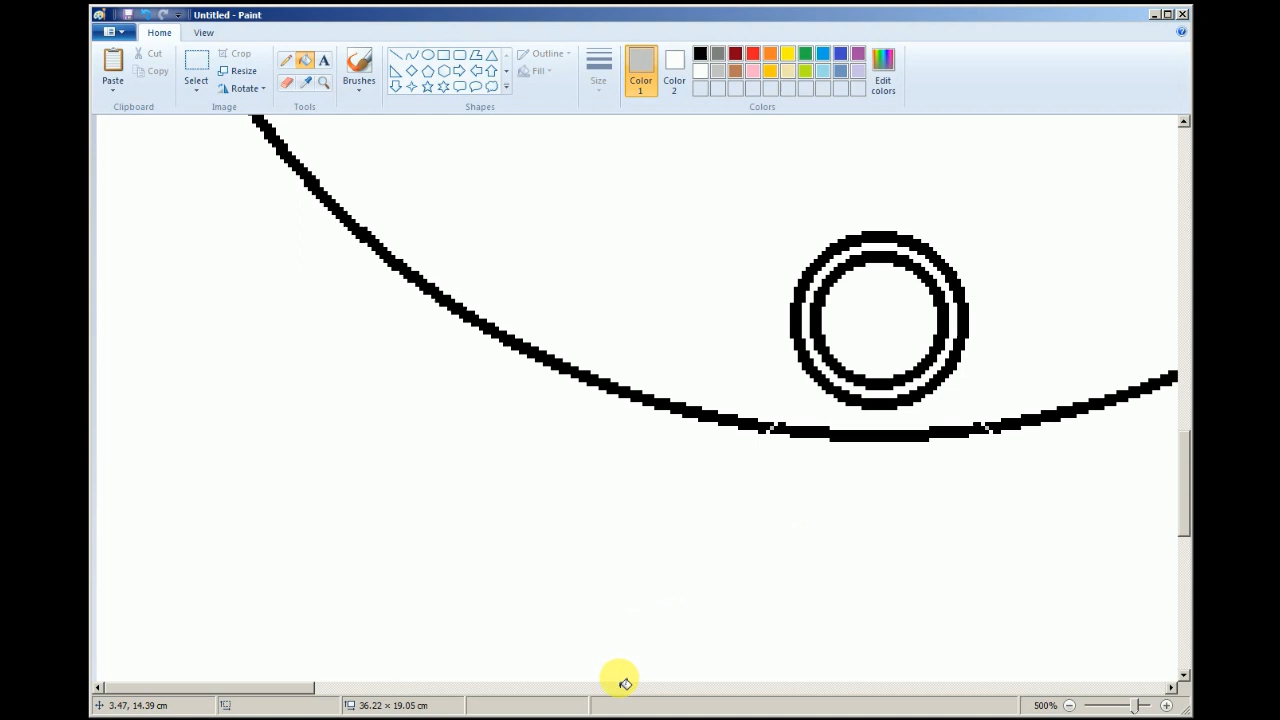 Untitled - Paint
Home View
Paste
Cut
Copy
Clipboard
Select
Crop
Resize
Rotate
Image
A
Tools
Brushes
Outline
Fill
Shapes
Size
Color 1
Color 2
Edit colors
Colors
3.47, 14.39 cm
36.22 × 19.05 cm
500%